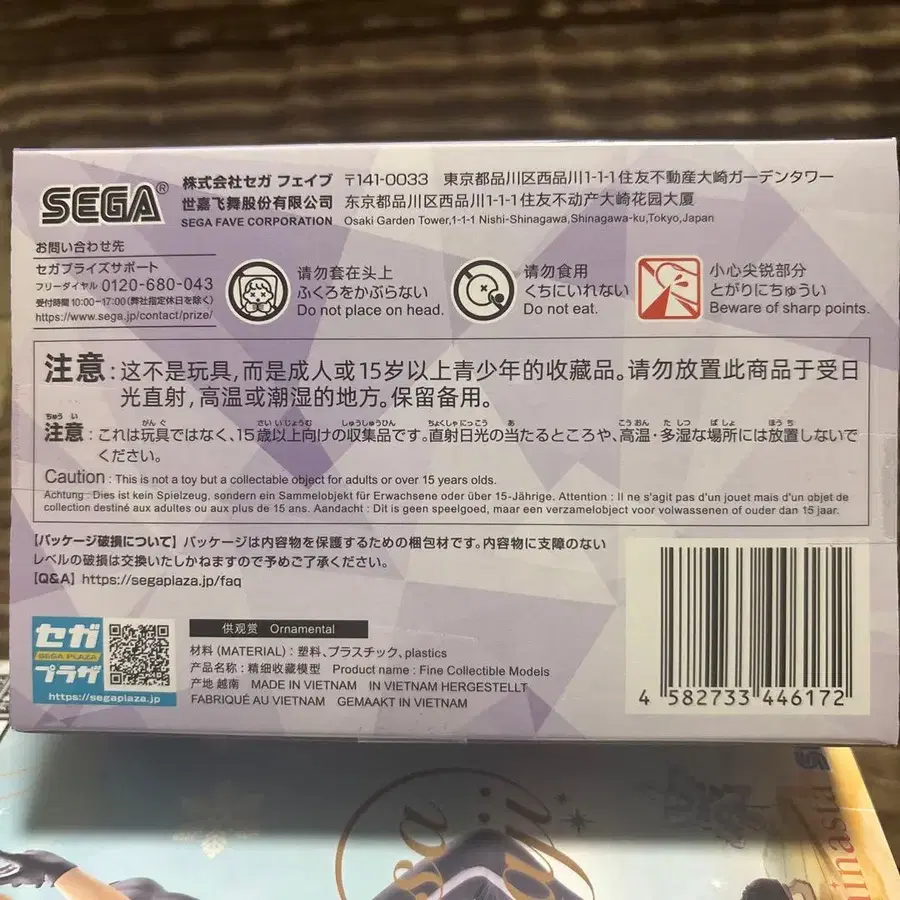 SEGA®
株式会社セガ フェイブ 〒141-0033 東京都品川区西品川1-1-1住友不動産大崎ガーデンタワー
世嘉飞舞股份有限公司 东京都品川区西品川1-1-1住友不动产大崎花园大厦
SEGA FAVE CORPORATION Osaki Garden Tower,1-1-1 Nishi-Shinagawa,Shinagawa-ku,Tokyo,Japan
お問い合わせ先
セガプライズサポート
フリーダイヤル 0120-680-043
受付時間 10:00~17:00(弊社指定休日を除く)
https://www.sega.jp/contact/prize/
请勿套在头上
ふくろをかぶらない
Do not place on head.
请勿食用
くちにいれない
Do not eat.
小心尖锐部分
とがりにちゅうい
Beware of sharp points.
注意:这不是玩具,而是成人或15岁以上青少年的收藏品。请勿放置此商品于受日
光直射,高温或潮湿的地方。保留备用。
注意:これは玩具ではなく、15歳以上向けの収集品です。直射日光の当たるところや、高温・多湿な場所には放置しないで
ください。
Caution : This is not a toy but a collectable object for adults or over 15 years olds.
Achtung : Dies ist kein Spielzeug, sondern ein Sammelobjekt für Erwachsene oder über 15-Jährige. Attention : Il ne s'agit pas d'un jouet mais d'un objet de
collection destiné aux adultes ou aux plus de 15 ans. Aandacht : Dit is geen speelgoed, maar een verzamelobject voor volwassenen of ouder dan 15 jaar.
【パッケージ破損について】パッケージは内容物を保護するための梱包材です。内容物に支障のない
レベルの破損は交換いたしかねますので予めご了承ください。
【Q&A】https://segaplaza.jp/faq
セガ
SEGA PLAZA
プラザ
https://segaplaza.jp
供观赏 Ornamental
材料(MATERIAL):塑料、プラスチック、plastics
产品名称:精细收藏模型 Product name : Fine Collectible Models
产地 越南 MADE IN VIETNAM IN VIETNAM HERGESTELLT
FABRIQUÉ AU VIETNAM GEMAAKT IN VIETNAM
4 582733 446172